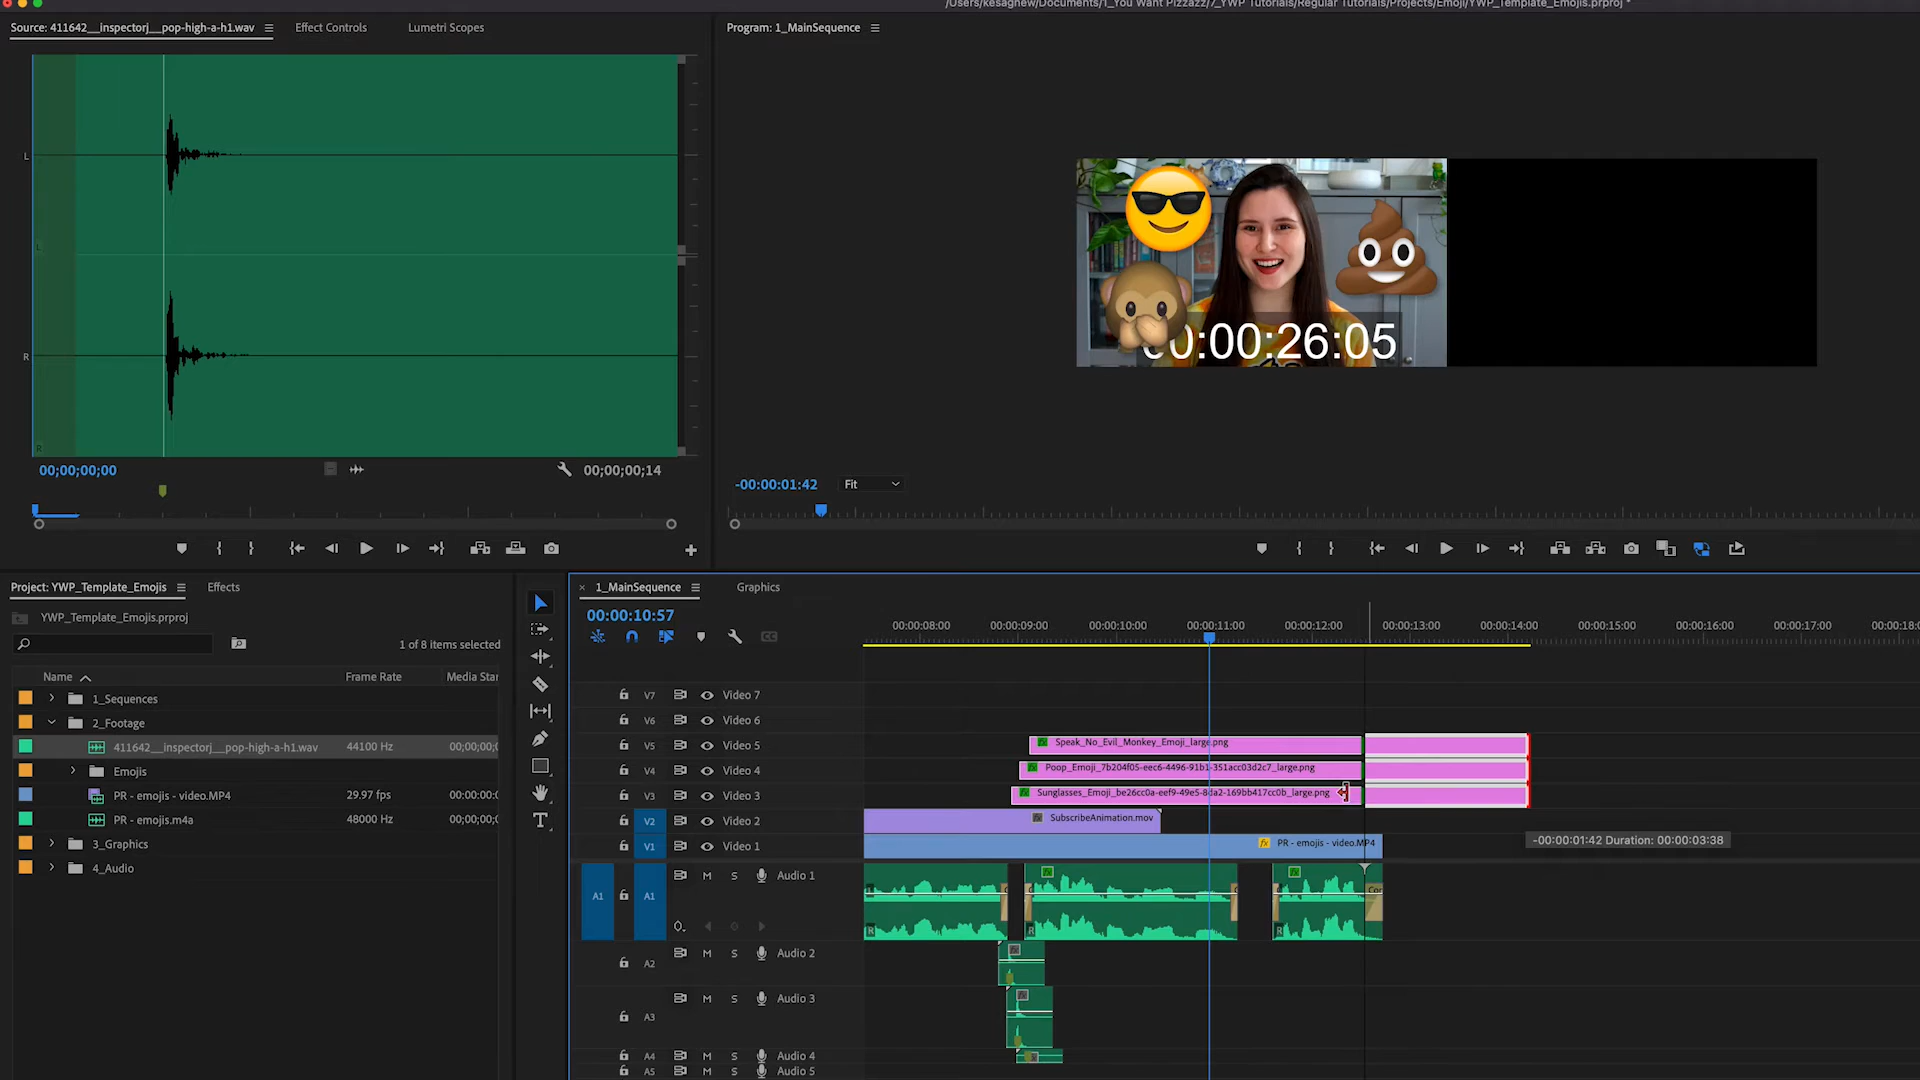 /Users/kesagnew/Documents/1_You Want Pizzazz/7_YWP Tutorials/Regular Tutorials/Projects/Emoji/YWP_Template_Emojis.prproj *
Source: 411642__inspectorj__pop-high-a-h1.wav
Effect Controls
Lumetri Scopes
Program: 1_MainSequence
L
R
L
R
00:00:26:05
00;00;00;00
00:00:00;14
-00:00:01:42
Fit
Project: YWP_Template_Emojis
Effects
YWP_Template_Emojis.prproj
1 of 8 items selected
Name
Frame Rate
Media Star
1_Sequences
2_Footage
411642__inspectorj__pop-high-a-h1.wav
44100 Hz
00;00;00;
Emojis
PR - emojis - video.MP4
29.97 fps
00:00:00:
PR - emojis.m4a
48000 Hz
00;00;00;
3_Graphics
4_Audio
1_MainSequence
Graphics
00:00:10:57
00:00:08:00
00:00:09:00
00:00:10:00
00:00:11:00
00:00:12:00
00:00:13:00
00:00:14:00
00:00:15:00
00:00:16:00
00:00:17:00
00:00:18:0
V7 Video 7
V6 Video 6
V5 Video 5
Speak_No_Evil_Monkey_Emoji_large.png
V4 Video 4
Poop_Emoji_7b204f05-eec6-4496-91b1-351acc03d2c7_large.png
V3 Video 3
Sunglasses_Emoji_be26cc0a-eef9-49e5-8da2-169bb417cc0b_large.png
V2 Video 2
SubscribeAnimation.mov
V1 Video 1
PR - emojis - video.MP4
-00:00:01:42 Duration: 00:00:03:38
A1
A1
M S Audio 1
Con
R
R
R
A2
M S Audio 2
A3
M S Audio 3
A4 M S Audio 4
A5 M S Audio 5